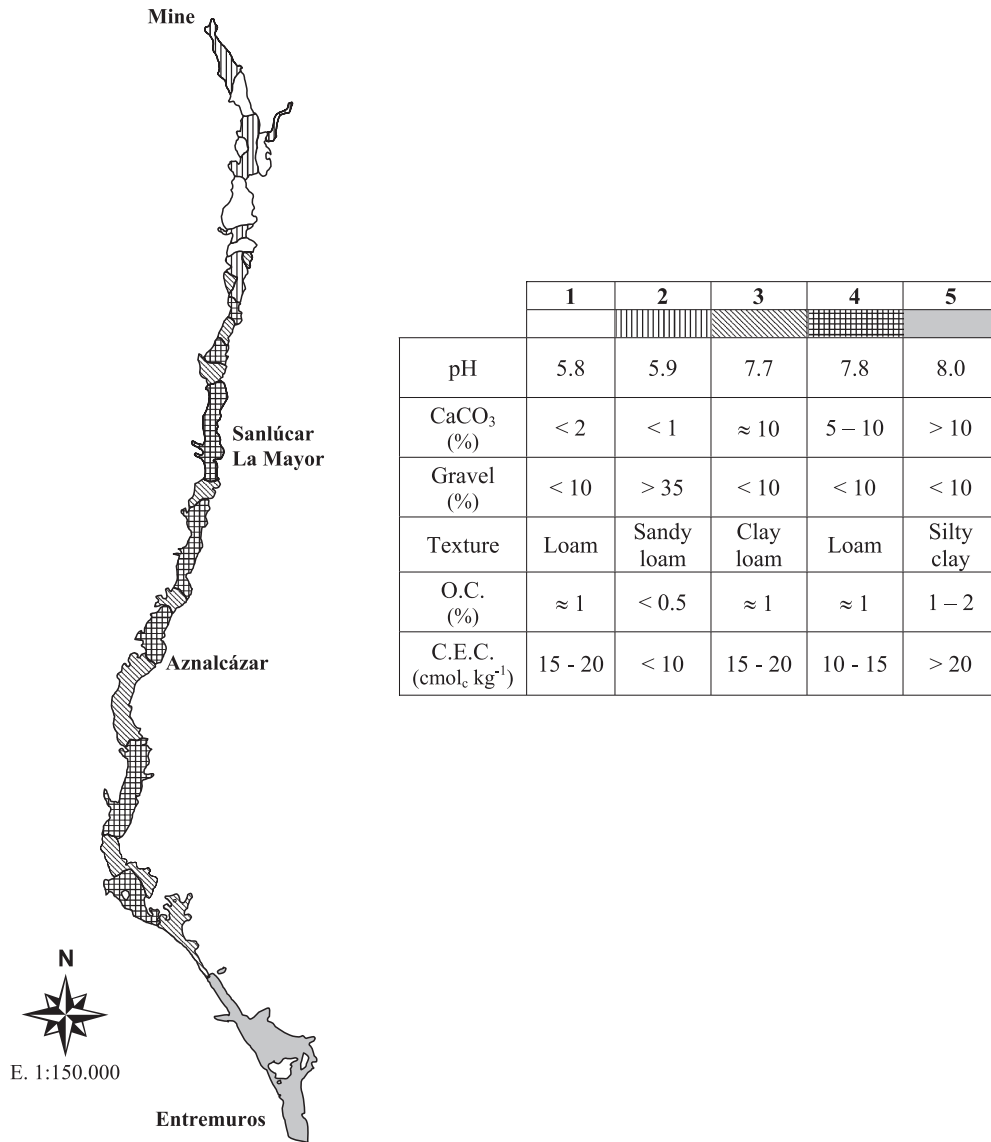 Mine
Sanlúcar
La Mayor
Aznalcázar
N
E. 1:150.000
Entremuros
1 2 3 4 5
pH 5.8 5.9 7.7 7.8 8.0
CaCO₃
(%) < 2 < 1 ≈ 10 5 – 10 > 10
Gravel
(%) < 10 > 35 < 10 < 10 < 10
Texture Loam Sandy loam Clay loam Loam Silty clay
O.C.
(%) ≈ 1 < 0.5 ≈ 1 ≈ 1 1 – 2
C.E.C.
(cmolc kg⁻¹) 15 - 20 < 10 15 - 20 10 - 15 > 20